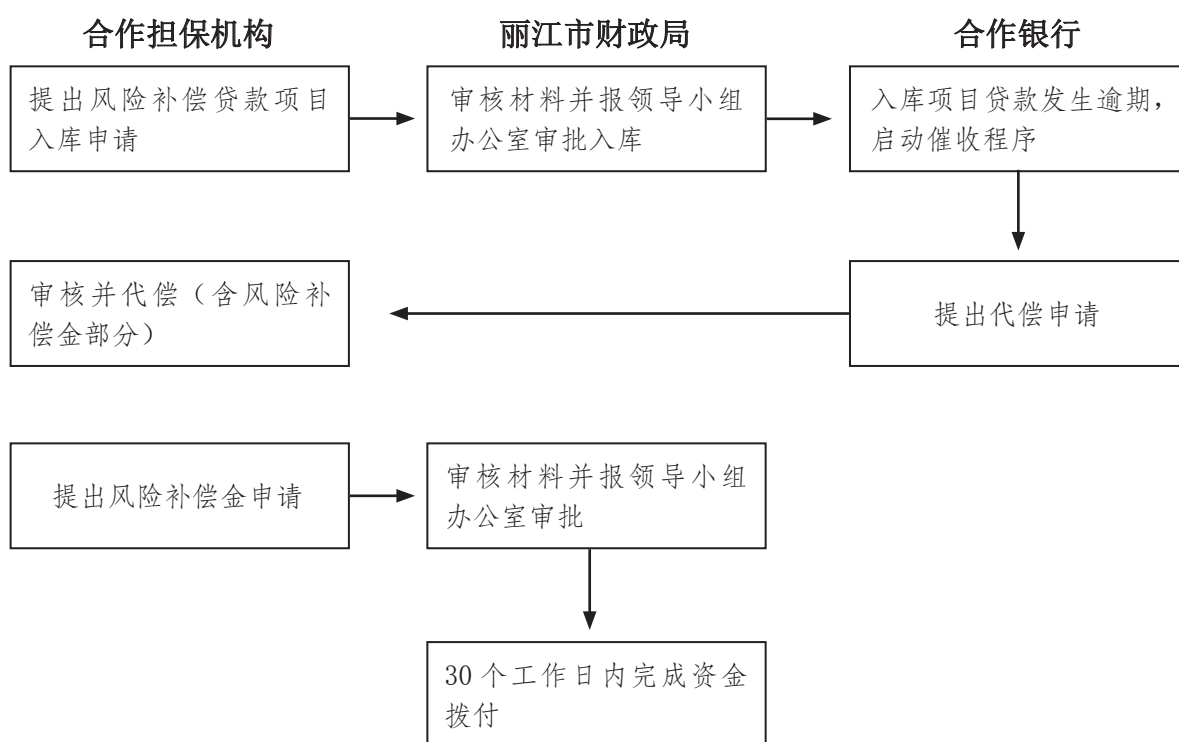 合作担保机构
丽江市财政局
合作银行
提出风险补偿贷款项目
入库申请
审核材料并报领导小组
办公室审批入库
入库项目贷款发生逾期，
启动催收程序
审核并代偿（含风险补
偿金部分）
提出代偿申请
提出风险补偿金申请
审核材料并报领导小组
办公室审批
30个工作日内完成资金
拨付